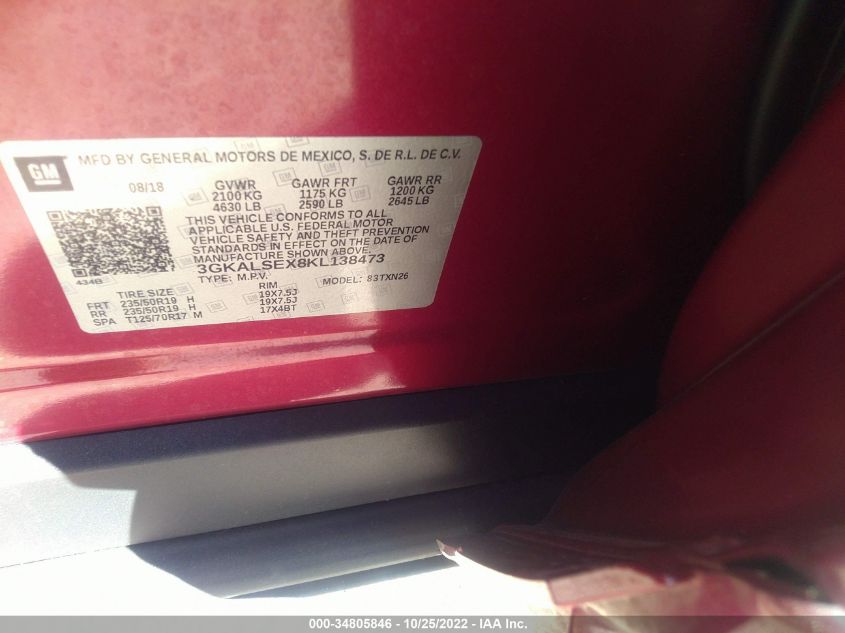 GM
MFD BY GENERAL MOTORS DE MEXICO, S. DE R.L. DE C.V.
08/18 GVWR GAWR FRT GAWR RR
2100 KG 1175 KG 1200 KG
4630 LB 2590 LB 2645 LB
THIS VEHICLE CONFORMS TO ALL
APPLICABLE U.S. FEDERAL MOTOR
VEHICLE SAFETY AND THEFT PREVENTION
STANDARDS IN EFFECT ON THE DATE OF
MANUFACTURE SHOWN ABOVE.
434B 3GKALSEX8KL138473
TYPE: M.P.V. MODEL: 83TXN26
TIRE SIZE RIM
FRT 235/50R19 H 19X7.5J
RR 235/50R19 H 19X7.5J
SPA T125/70R17 M 17X4BT
000-34805846 - 10/25/2022 - IAA Inc.